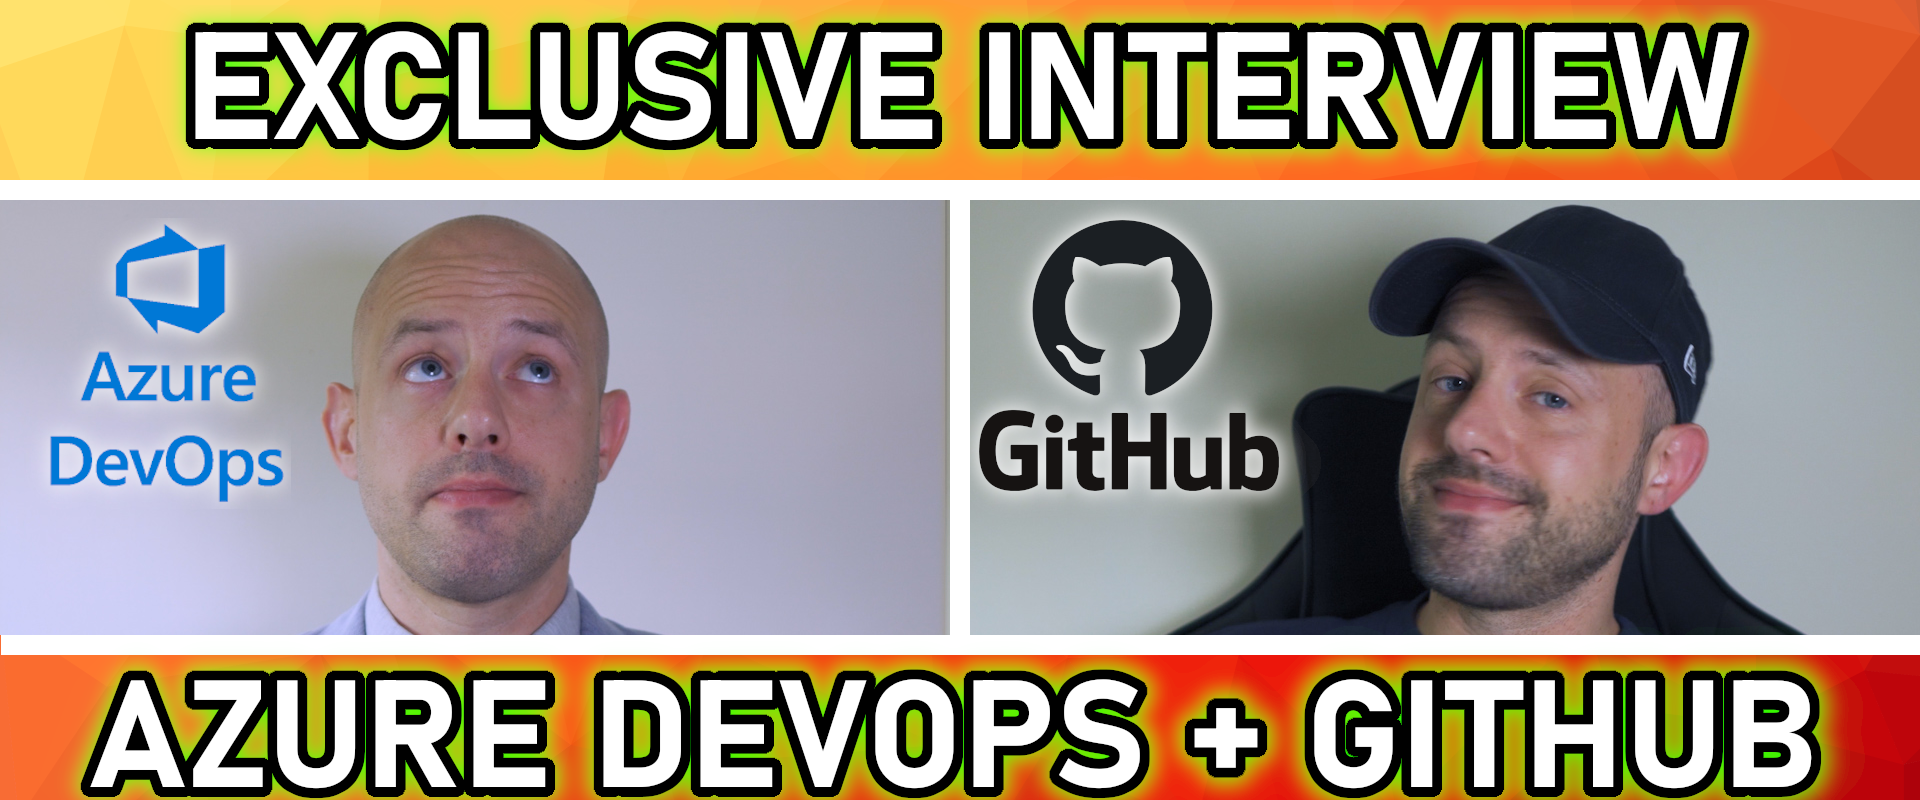 EXCLUSIVE INTERVIEW
Azure
DevOps
GitHub
AZURE DEVOPS + GITHUB